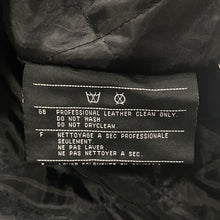 GB PROFESSIONAL LEATHER CLEAN ONLY.
DO NOT WASH.
DO NOT DRYCLEAN.
F NETTOYAGE A SEC PROFESSIONALE
SEULEMENT.
NE PAS LAVER
NE PAS NETTOYER A SEC.